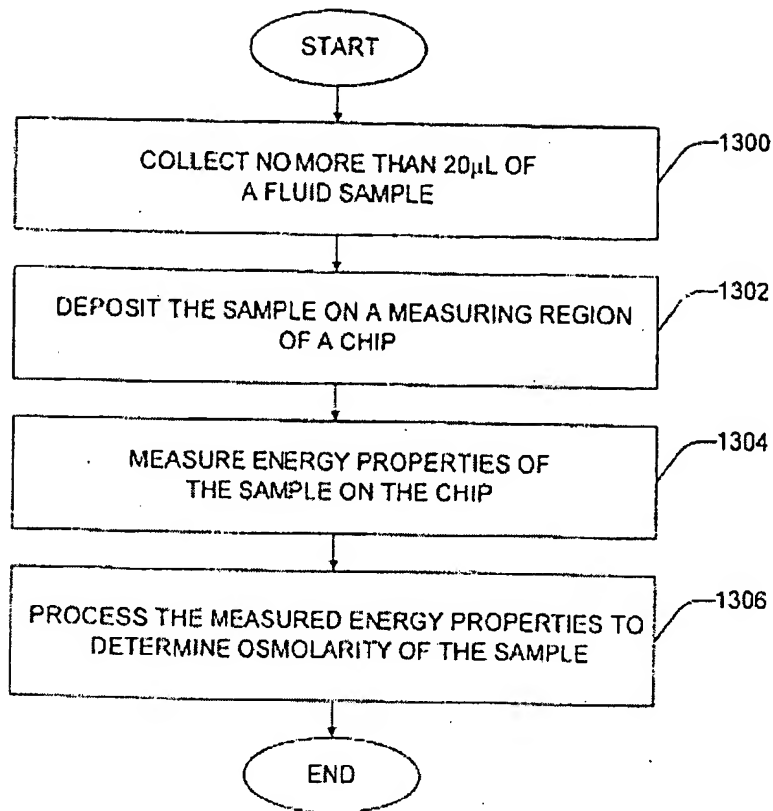 START
COLLECT NO MORE THAN 20μL OF
A FLUID SAMPLE
1300
DEPOSIT THE SAMPLE ON A MEASURING REGION
OF A CHIP
1302
MEASURE ENERGY PROPERTIES OF
THE SAMPLE ON THE CHIP
1304
PROCESS THE MEASURED ENERGY PROPERTIES TO
DETERMINE OSMOLARITY OF THE SAMPLE
1306
END